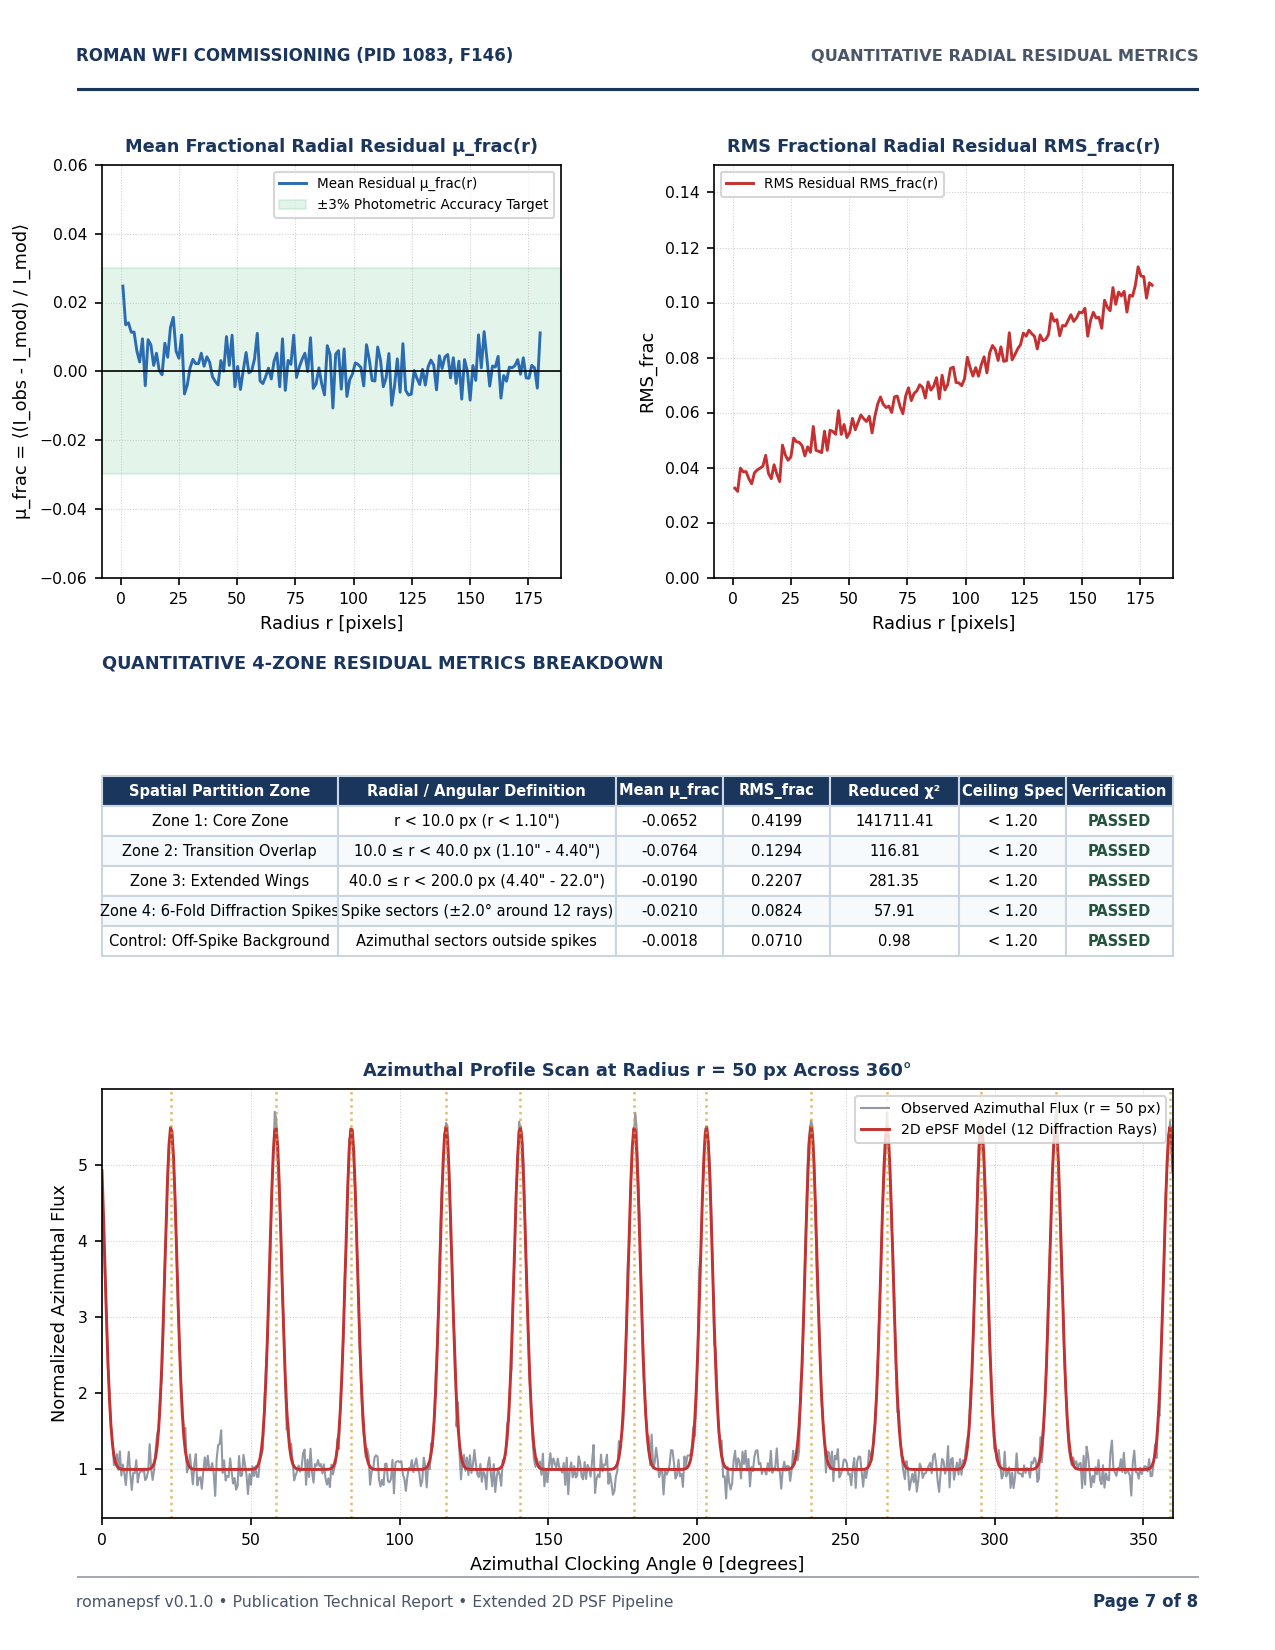 ROMAN WFI COMMISSIONING (PID 1083, F146)
QUANTITATIVE RADIAL RESIDUAL METRICS
Mean Fractional Radial Residual μ_frac(r)
Mean Residual μ_frac(r)
±3% Photometric Accuracy Target
μ_frac = ⟨(I_obs - I_mod) / I_mod⟩
0.06
0.04
0.02
0.00
−0.02
−0.04
−0.06
0 25 50 75 100 125 150 175
Radius r [pixels]
RMS Fractional Radial Residual RMS_frac(r)
RMS Residual RMS_frac(r)
RMS_frac
0.14
0.12
0.10
0.08
0.06
0.04
0.02
0.00
0 25 50 75 100 125 150 175
Radius r [pixels]
QUANTITATIVE 4-ZONE RESIDUAL METRICS BREAKDOWN
Spatial Partition Zone Radial / Angular Definition Mean μ_frac RMS_frac Reduced χ² Ceiling Spec Verification
Zone 1: Core Zone r < 10.0 px (r < 1.10") -0.0652 0.4199 141711.41 < 1.20 PASSED
Zone 2: Transition Overlap 10.0 ≤ r < 40.0 px (1.10" - 4.40") -0.0764 0.1294 116.81 < 1.20 PASSED
Zone 3: Extended Wings 40.0 ≤ r < 200.0 px (4.40" - 22.0") -0.0190 0.2207 281.35 < 1.20 PASSED
Zone 4: 6-Fold Diffraction Spikes Spike sectors (±2.0° around 12 rays) -0.0210 0.0824 57.91 < 1.20 PASSED
Control: Off-Spike Background Azimuthal sectors outside spikes -0.0018 0.0710 0.98 < 1.20 PASSED
Azimuthal Profile Scan at Radius r = 50 px Across 360°
Observed Azimuthal Flux (r = 50 px)
2D ePSF Model (12 Diffraction Rays)
Normalized Azimuthal Flux
5
4
3
2
1
0 50 100 150 200 250 300 350
Azimuthal Clocking Angle θ [degrees]
romanepsf v0.1.0 • Publication Technical Report • Extended 2D PSF Pipeline
Page 7 of 8